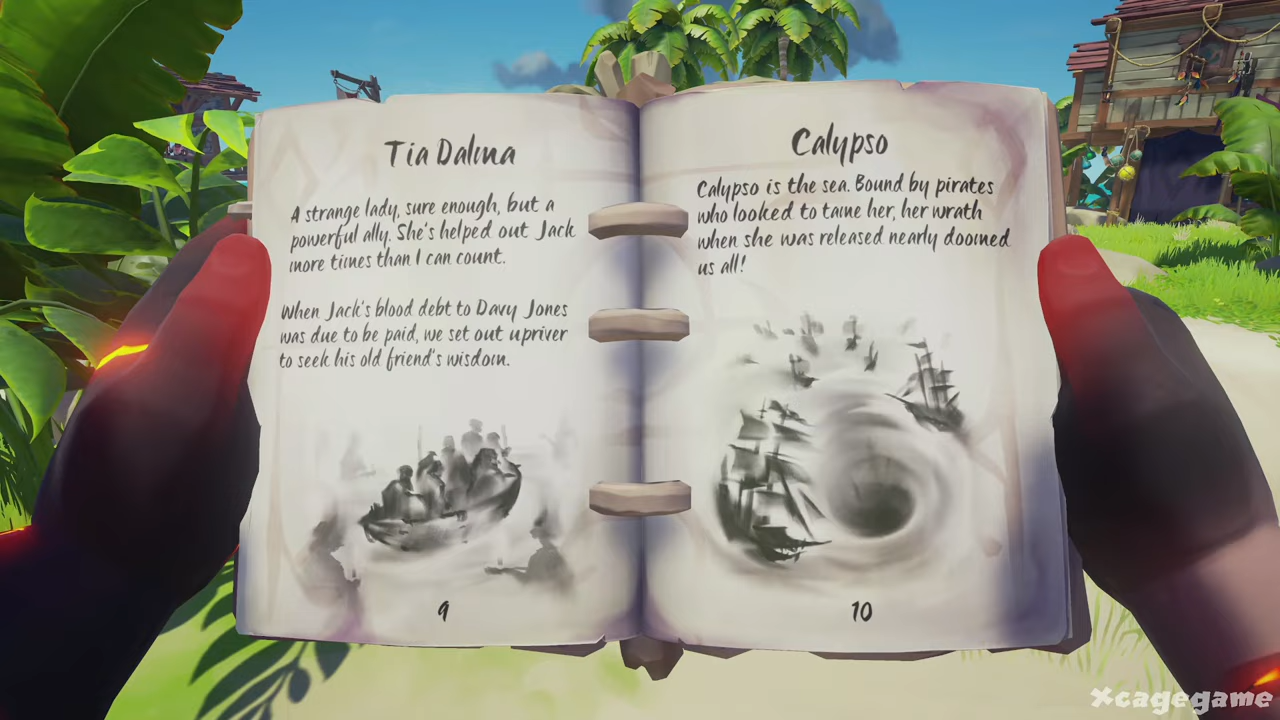 Tia Dalma
A strange lady, sure enough, but a
powerful ally. She's helped out Jack
more times than I can count.
When Jack's blood debt to Davy Jones
was due to be paid, we set out upriver
to seek his old friend's wisdom.
9
Calypso
Calypso is the sea. Bound by pirates
who looked to tame her, her wrath
when she was released nearly doomed
us all!
10
Xcagegame